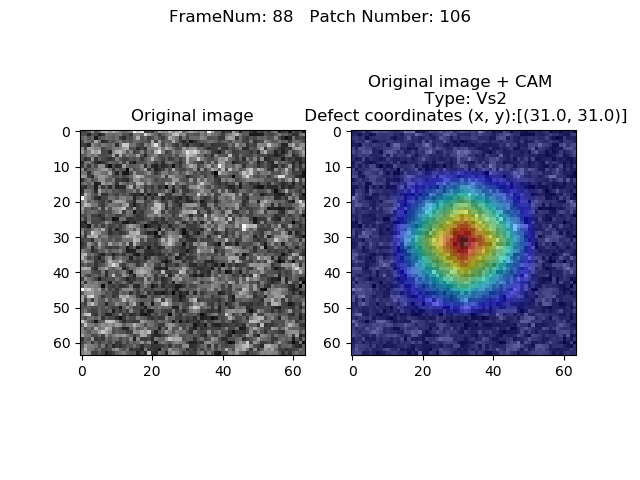 FrameNum: 88   Patch Number: 106
Original image
Original image + CAM
Type: Vs2
Defect coordinates (x, y):[(31.0, 31.0)]
0
10
20
30
40
50
60
0 20 40 60
0
10
20
30
40
50
60
0 20 40 60